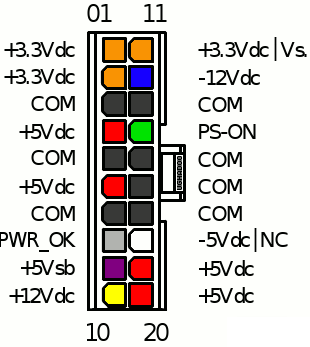 01 11
+3.3Vdc +3.3Vdc|Vs.
+3.3Vdc -12Vdc
COM COM
+5Vdc PS-ON
COM COM
+5Vdc COM
COM COM
PWR_OK -5Vdc|NC
+5Vsb +5Vdc
+12Vdc +5Vdc
10 20